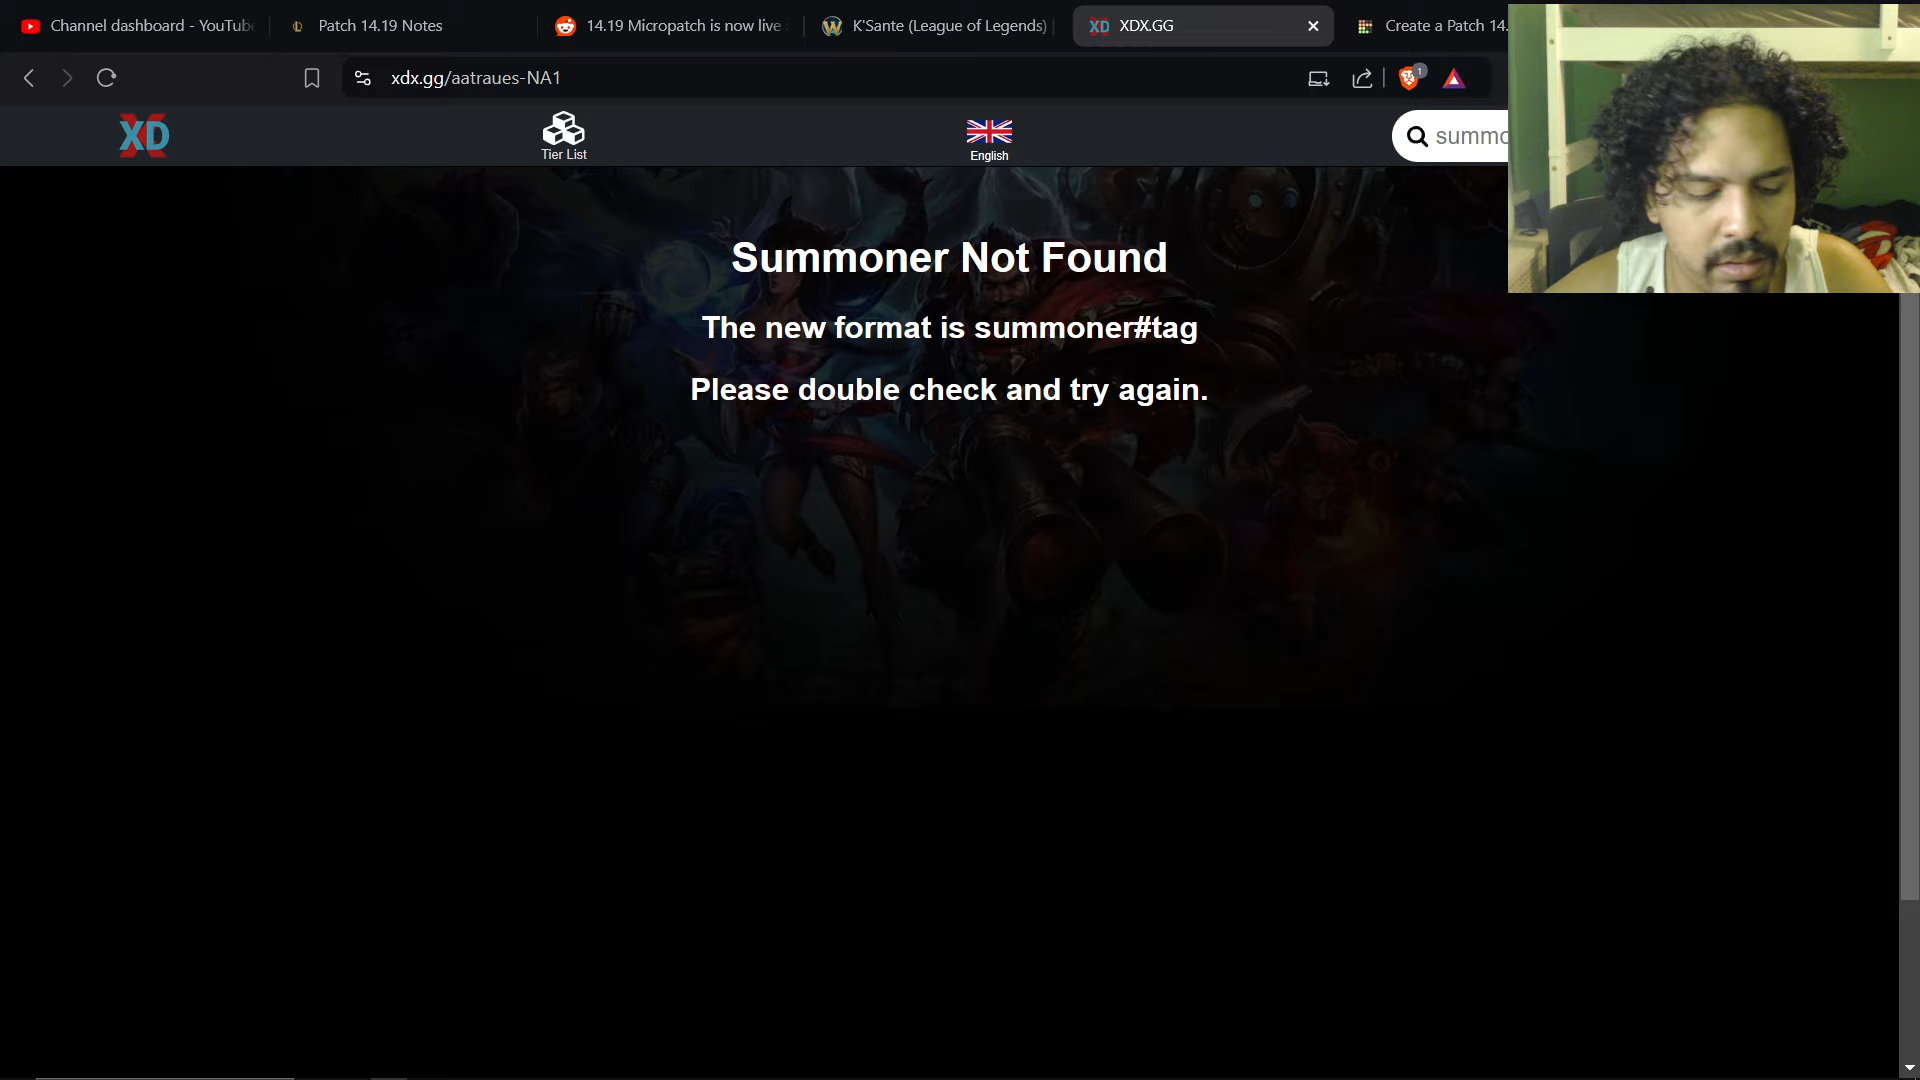 Channel dashboard - YouTube
Patch 14.19 Notes
14.19 Micropatch is now live
K'Sante (League of Legends)
XD XDX.GG
Create a Patch 14.
xdx.gg/aatraues-NA1
1
XD
Tier List
English
summo
Summoner Not Found
The new format is summoner#tag
Please double check and try again.